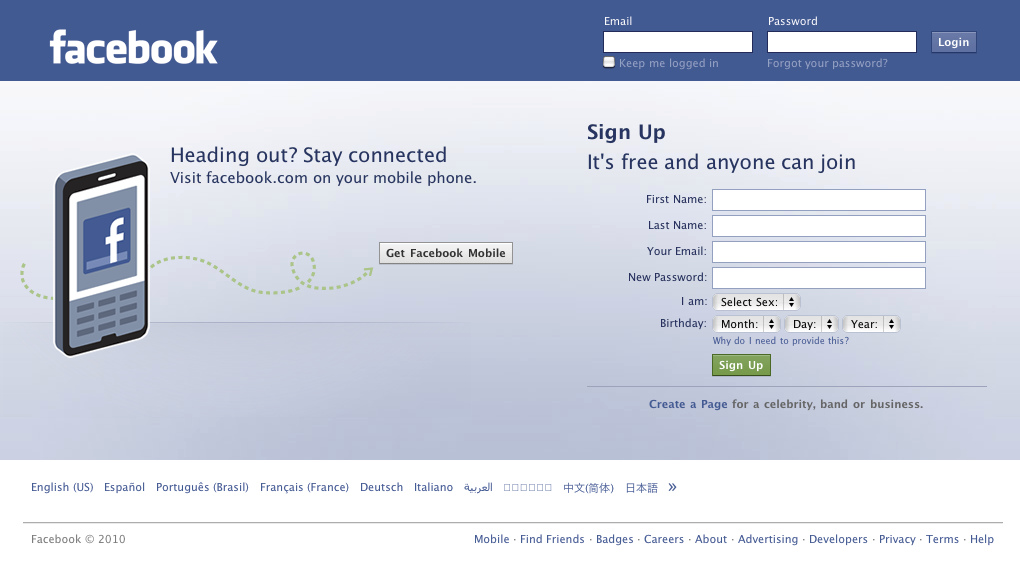 facebook
Email
Password
Login
Keep me logged in
Forgot your password?
Heading out? Stay connected
Visit facebook.com on your mobile phone.
f
Get Facebook Mobile
Sign Up
It's free and anyone can join
First Name:
Last Name:
Your Email:
New Password:
I am: Select Sex:
Birthday: Month: Day: Year:
Why do I need to provide this?
Sign Up
Create a Page for a celebrity, band or business.
English (US) Español Português (Brasil) Français (France) Deutsch Italiano العربية 中文(简体) 日本語 »
Facebook © 2010
Mobile · Find Friends · Badges · Careers · About · Advertising · Developers · Privacy · Terms · Help